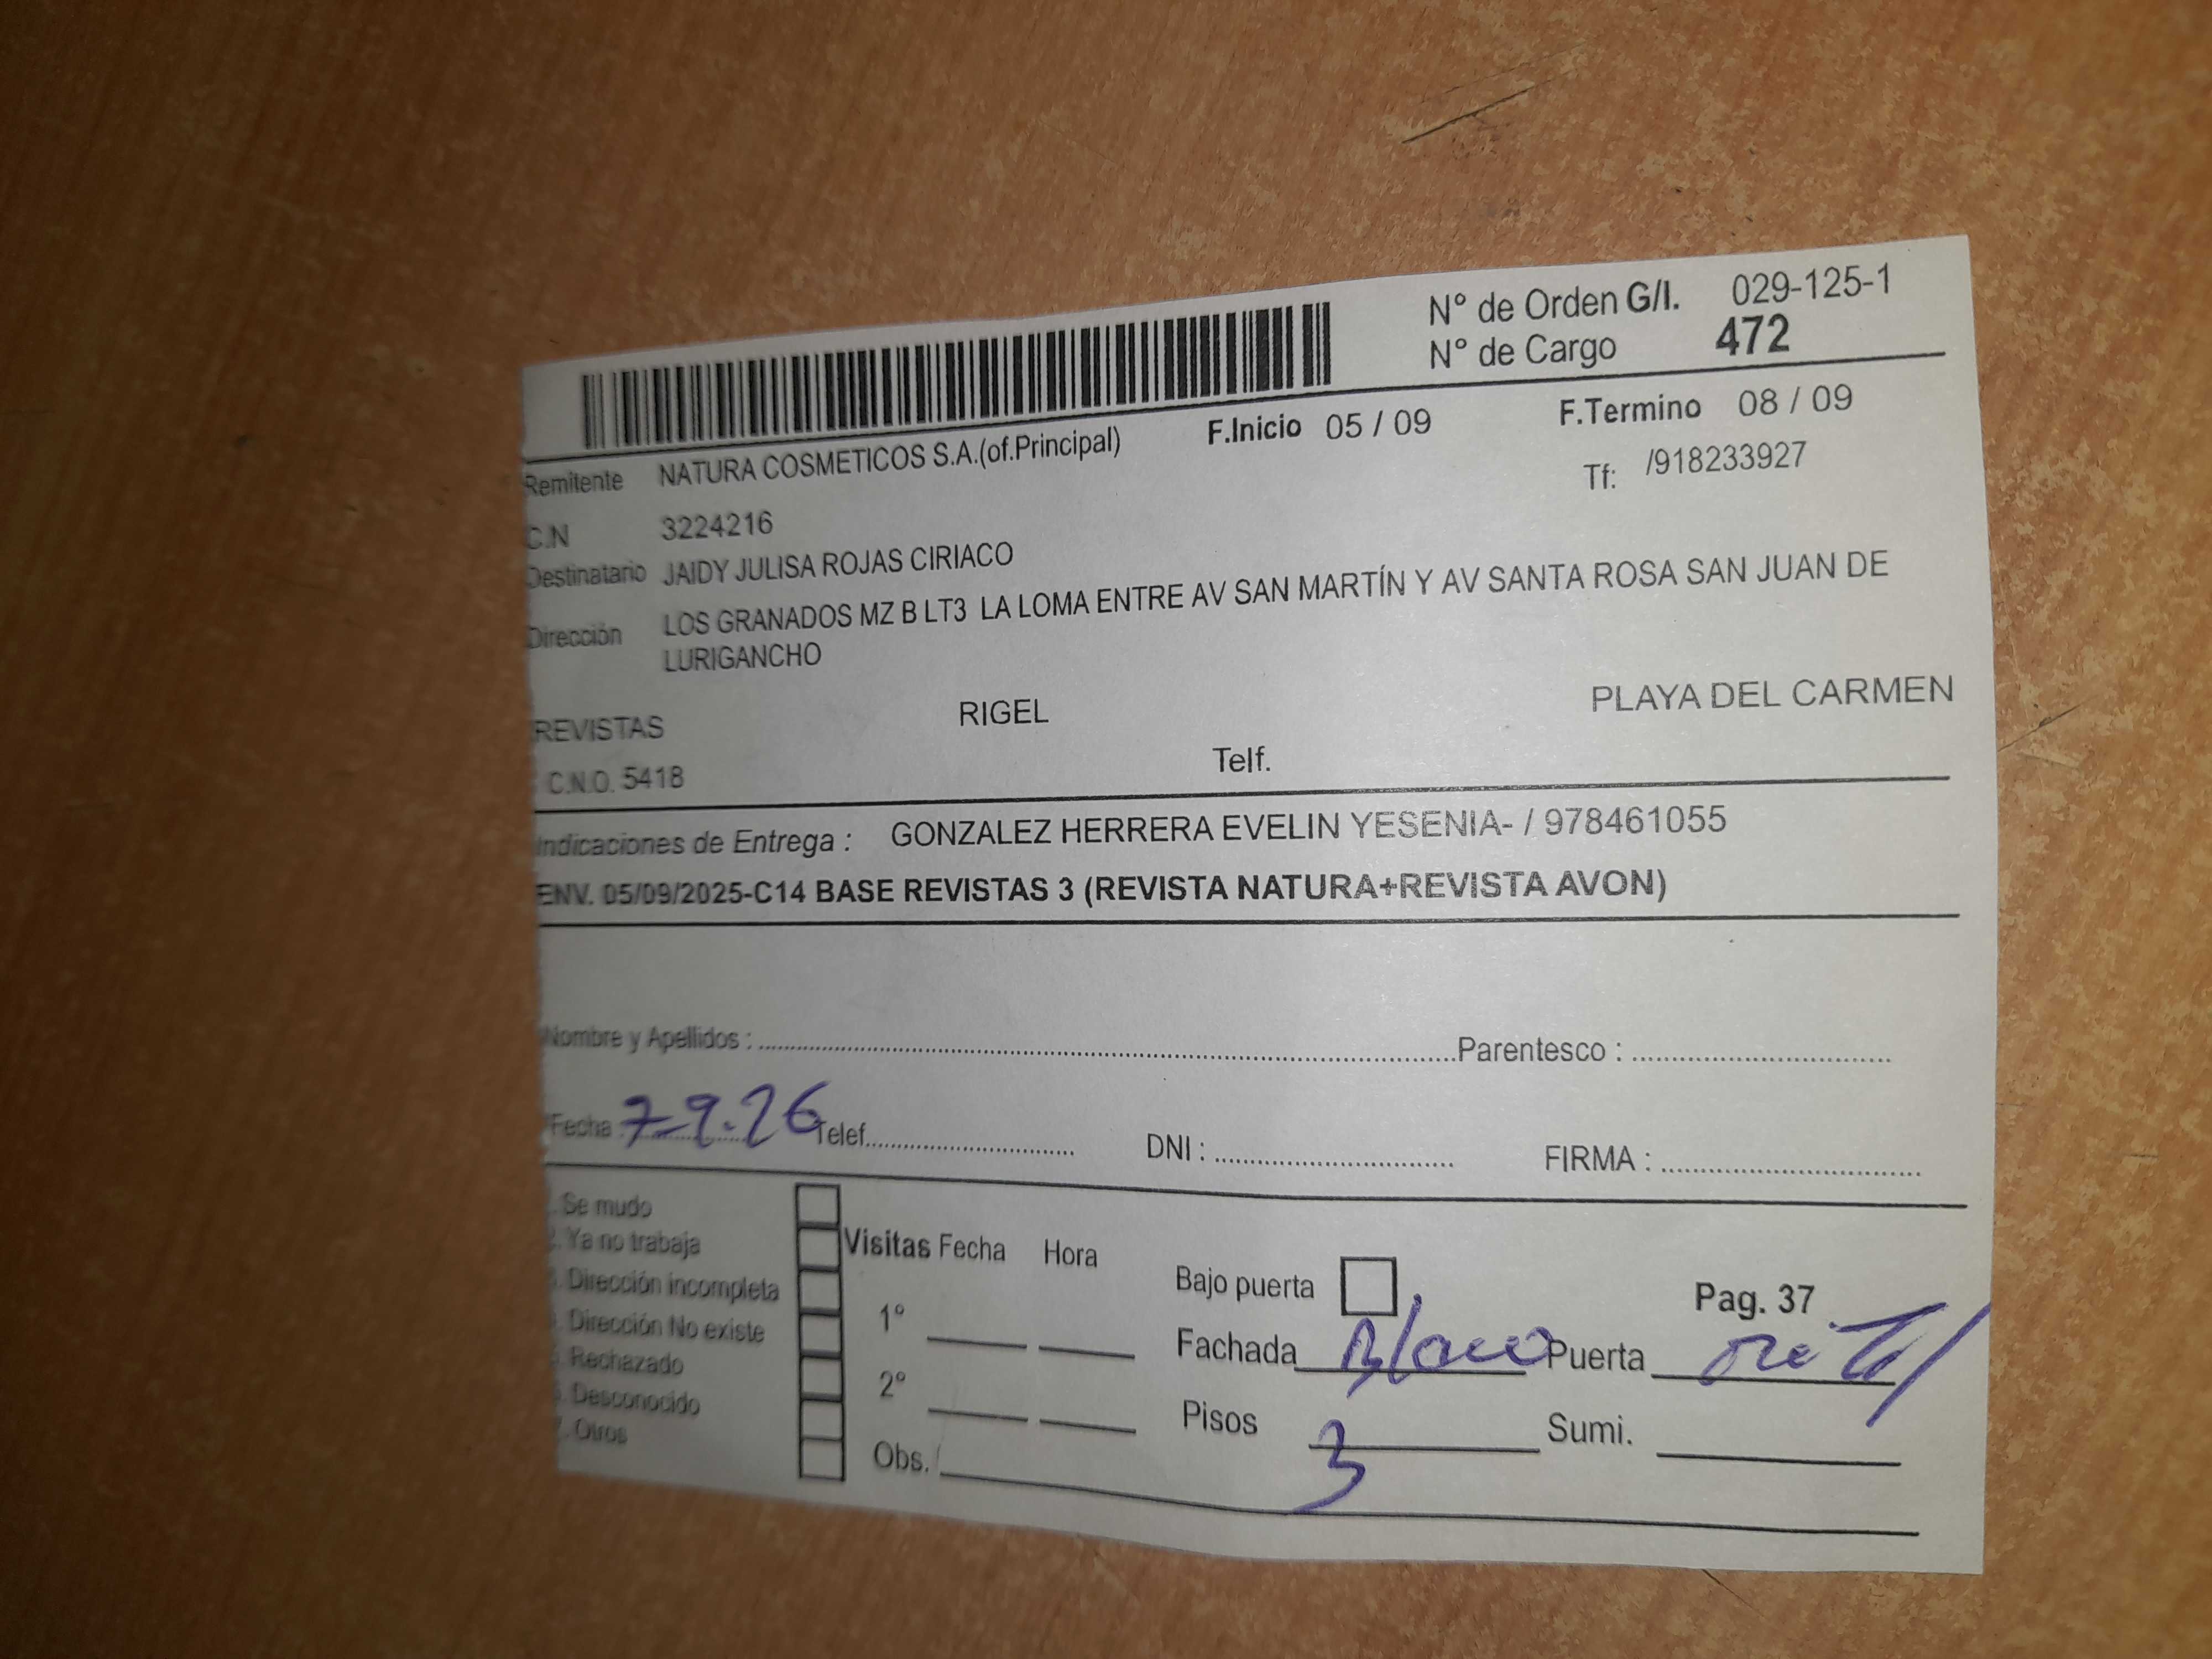 N° de Orden G/I. 029-125-1
N° de Cargo 472
F.Inicio 05 / 09 F.Termino 08 / 09
Remitente NATURA COSMETICOS S.A.(of.Principal) Tf: /918233927
C.N 3224216
Destinatario JAIDY JULISA ROJAS CIRIACO
Dirección LOS GRANADOS MZ B LT3 LA LOMA ENTRE AV SAN MARTÍN Y AV SANTA ROSA SAN JUAN DE
LURIGANCHO
REVISTAS RIGEL PLAYA DEL CARMEN
C.N.O. 5418 Telf.
Indicaciones de Entrega : GONZALEZ HERRERA EVELIN YESENIA- / 978461055
ENV. 05/09/2025-C14 BASE REVISTAS 3 (REVISTA NATURA+REVISTA AVON)
Nombre y Apellidos : Parentesco :
Fecha : 7-9.26 Telef. DNI : FIRMA :
Se mudo
. Ya no trabaja
. Dirección incompleta
. Dirección No existe
. Rechazado
. Desconocido
. Otros
Visitas Fecha Hora
1°
2°
Obs.
Bajo puerta Pag. 37
Fachada Blanco Puerta
Pisos 3 Sumi.